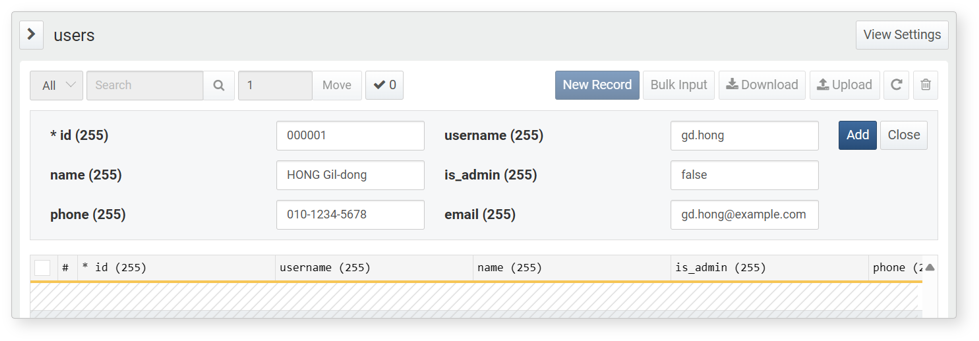 users View Settings
All Search 1 Move 0 New Record Bulk Input Download Upload
* id (255) 000001 username (255) gd.hong Add Close
name (255) HONG Gil-dong is_admin (255) false
phone (255) 010-1234-5678 email (255) gd.hong@example.com
# * id (255) username (255) name (255) is_admin (255) phone (